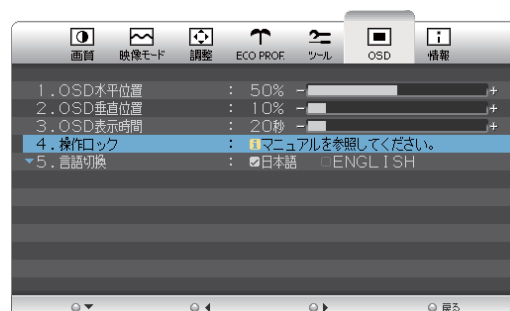 画質 映像モード 調整 ECO PROF. ツール OSD 情報
1.OSD水平位置 : 50% − +
2.OSD垂直位置 : 10% − +
3.OSD表示時間 : 20秒 − +
4.操作ロック : マニュアルを参照してください。
5.言語切換 : 日本語 ENGLISH
戻る